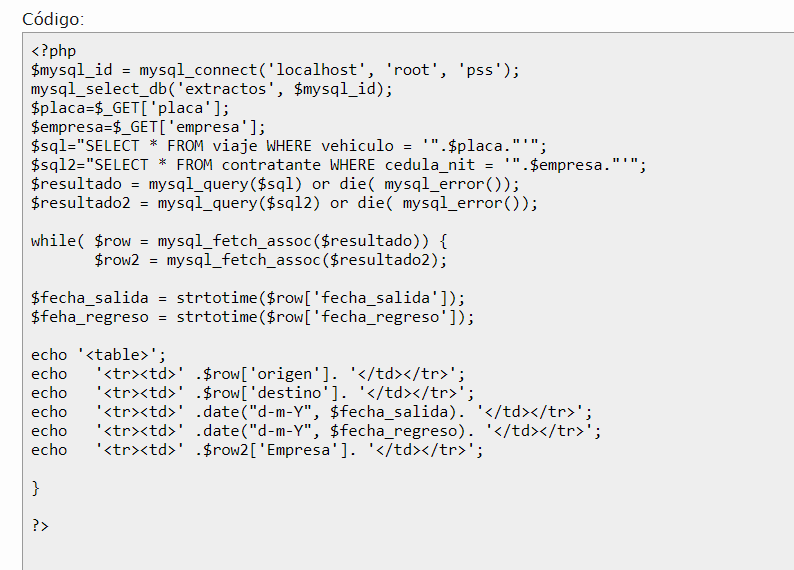 Código:
<?php
$mysql_id = mysql_connect('localhost', 'root', 'pss');
mysql_select_db('extractos', $mysql_id);
$placa=$_GET['placa'];
$empresa=$_GET['empresa'];
$sql="SELECT * FROM viaje WHERE vehiculo = '".$placa."'";
$sql2="SELECT * FROM contratante WHERE cedula_nit = '".$empresa."'";
$resultado = mysql_query($sql) or die( mysql_error());
$resultado2 = mysql_query($sql2) or die( mysql_error());
while( $row = mysql_fetch_assoc($resultado)) {
$row2 = mysql_fetch_assoc($resultado2);
$fecha_salida = strtotime($row['fecha_salida']);
$feha_regreso = strtotime($row['fecha_regreso']);
echo '<table>';
echo   '<tr><td>' .$row['origen']. '</td></tr>';
echo   '<tr><td>' .$row['destino']. '</td></tr>';
echo   '<tr><td>' .date("d-m-Y", $fecha_salida). '</td></tr>';
echo   '<tr><td>' .date("d-m-Y", $fecha_regreso). '</td></tr>';
echo   '<tr><td>' .$row2['Empresa']. '</td></tr>';
}
?>